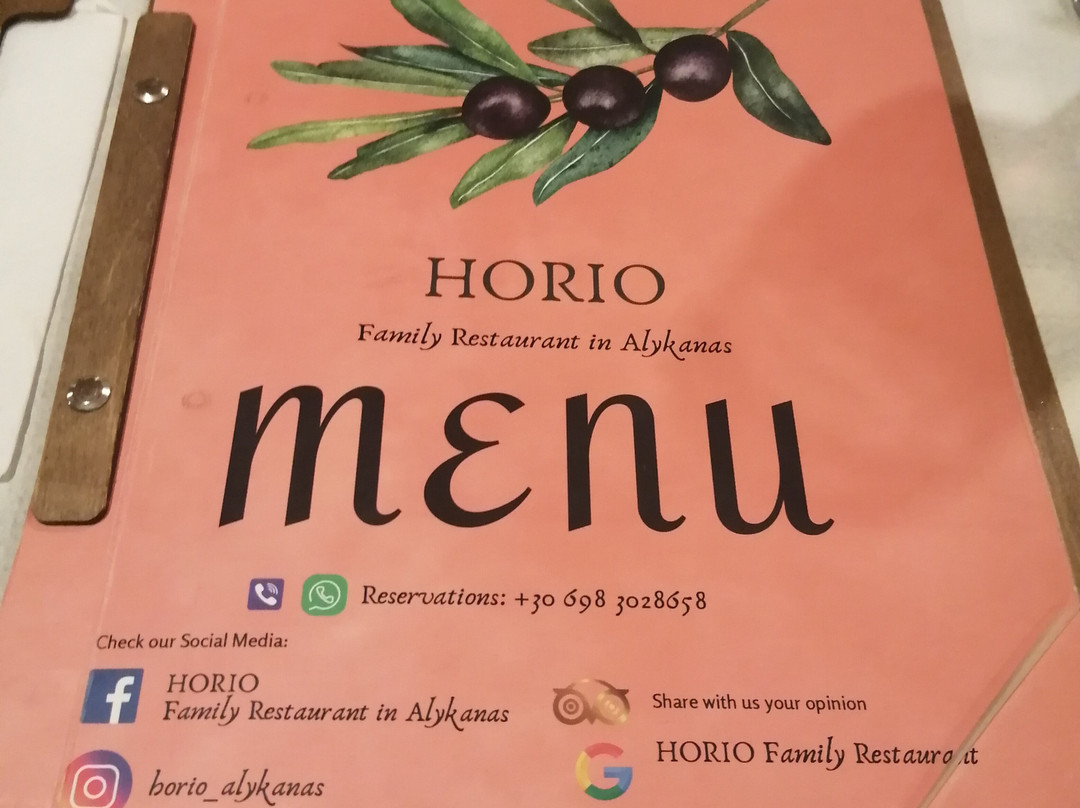 HORIO
Family Restaurant in Alykanas
menu
Reservations: +30 698 3028658
Check our Social Media:
HORIO
Family Restaurant in Alykanas
Share with us your opinion
HORIO Family Restaurant
horio_alykanas